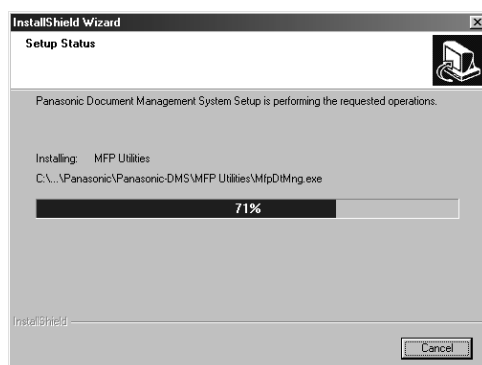 InstallShield Wizard
Setup Status
Panasonic Document Management System Setup is performing the requested operations.
Installing: MFP Utilities
C:\...\Panasonic\Panasonic-DMS\MFP Utilities\MfpDtMng.exe
71%
InstallShield
Cancel